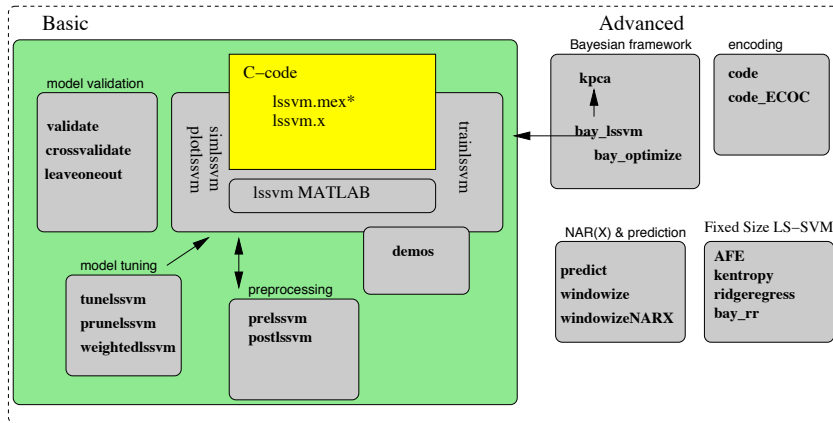 Basic
Advanced
model validation
validate
crossvalidate
leaveoneout
C-code
lssvm.mex*
lssvm.x
plotlssvm
simlssvm
trainlssvm
lssvm MATLAB
demos
model tuning
tunelssvm
prunelssvm
weightedlssvm
preprocessing
prelssvm
postlssvm
Bayesian framework
kpca
bay_lssvm
bay_optimize
encoding
code
code_ECOC
NAR(X) & prediction
predict
windowize
windowizeNARX
Fixed Size LS-SVM
AFE
kentropy
ridgeregress
bay_rr